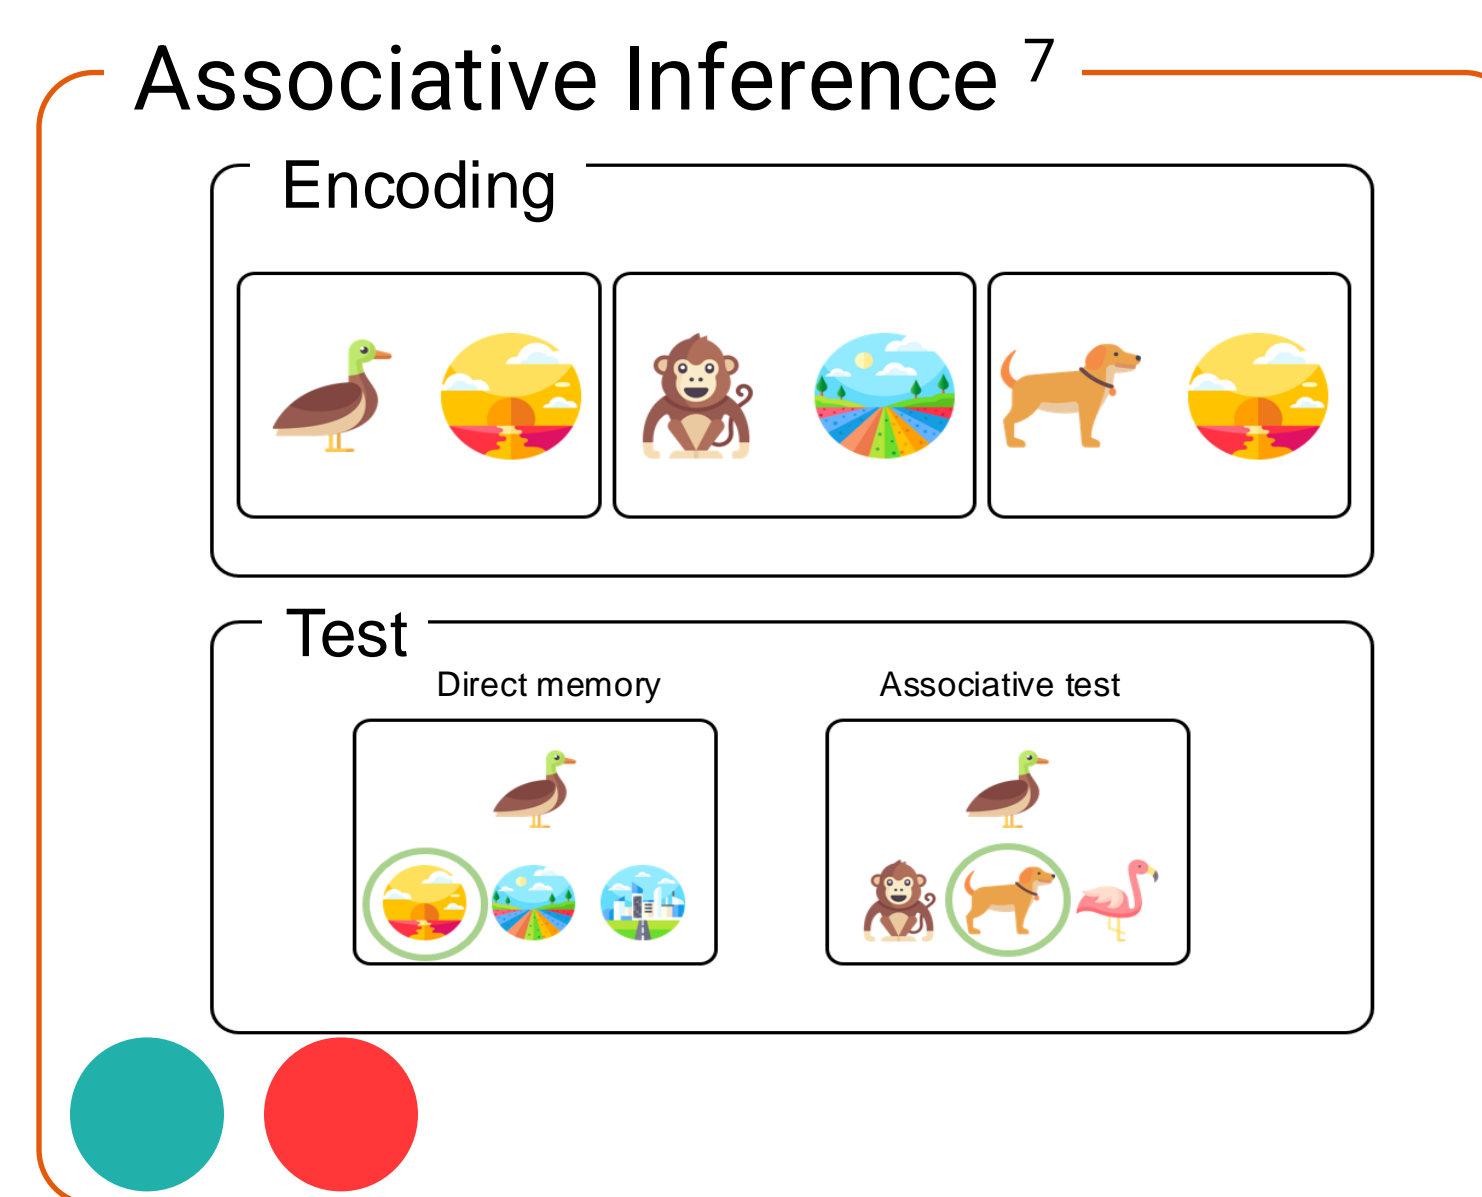 Associative Inference 7
Encoding
Test
Direct memory
Associative test